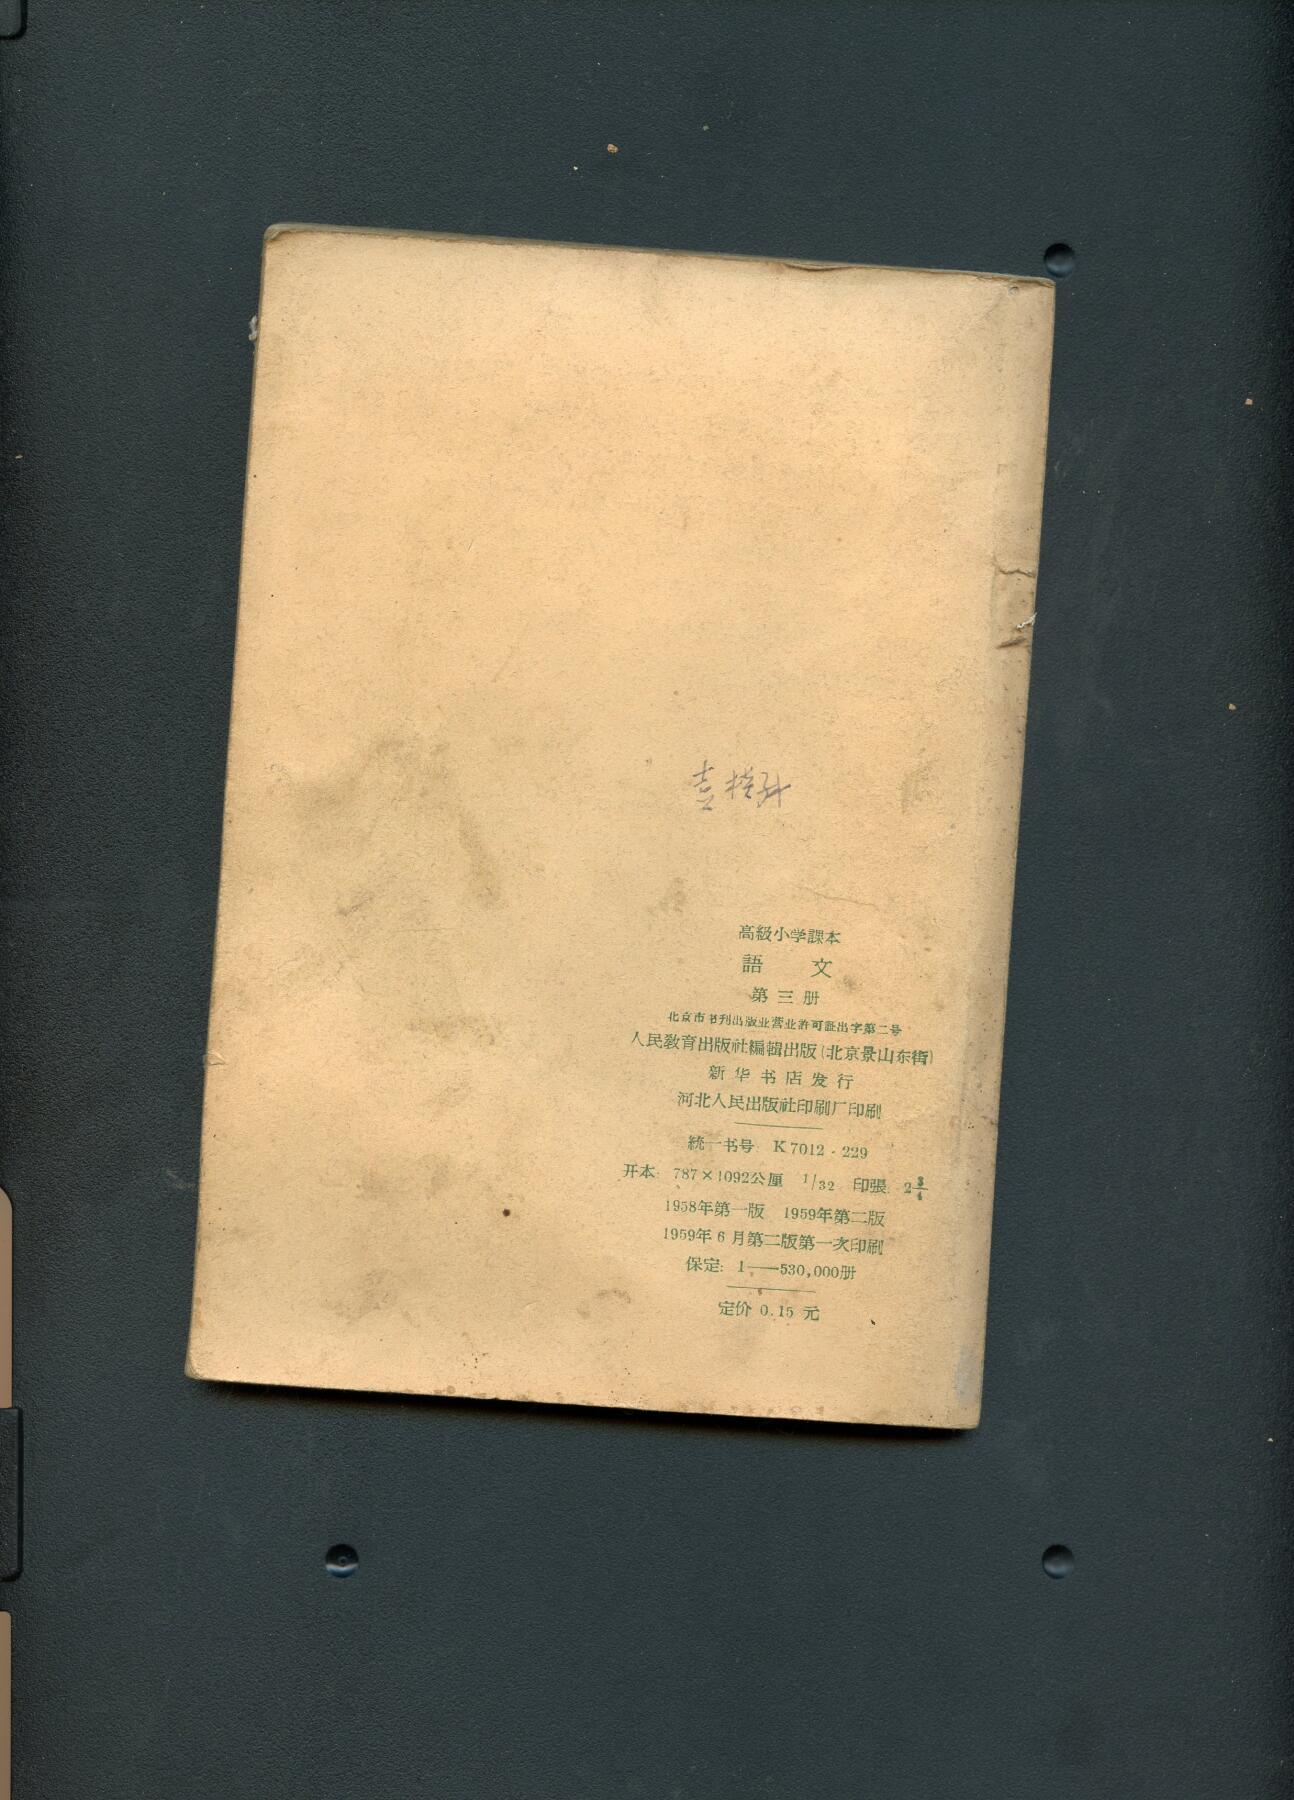 高級小学課本
語 文
第三册
北京市书刊出版业营业許可証出字第二号
人民教育出版社編輯出版(北京景山东街)
新华书店发行
河北人民出版社印刷厂印刷
統一书号: K7012·229
开本: 787×1092公厘 1/32 印張: 2 3/4
1958年第一版 1959年第二版
1959年6月第二版第一次印刷
保定: 1——530,000册
定价 0.15 元